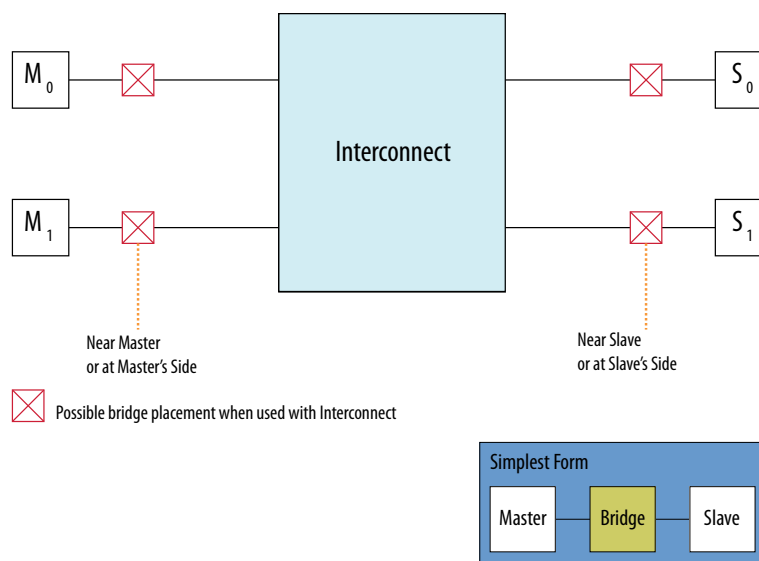 M0
S0
Interconnect
M1
S1
Near Master
or at Master's Side
Near Slave
or at Slave's Side
Possible bridge placement when used with Interconnect
Simplest Form
Master
Bridge
Slave